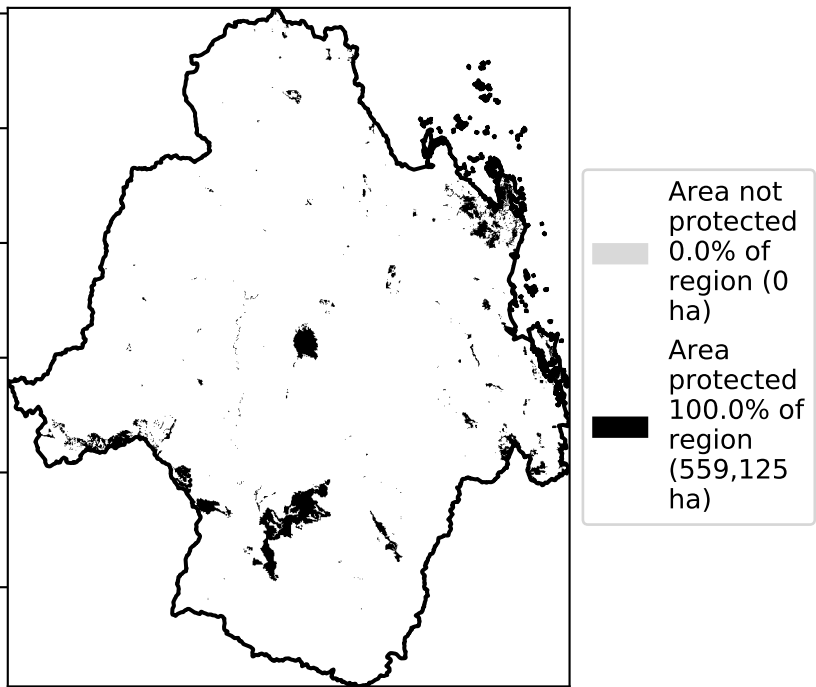 Area not
protected
0.0% of
region (0
ha)
Area
protected
100.0% of
region
(559,125
ha)